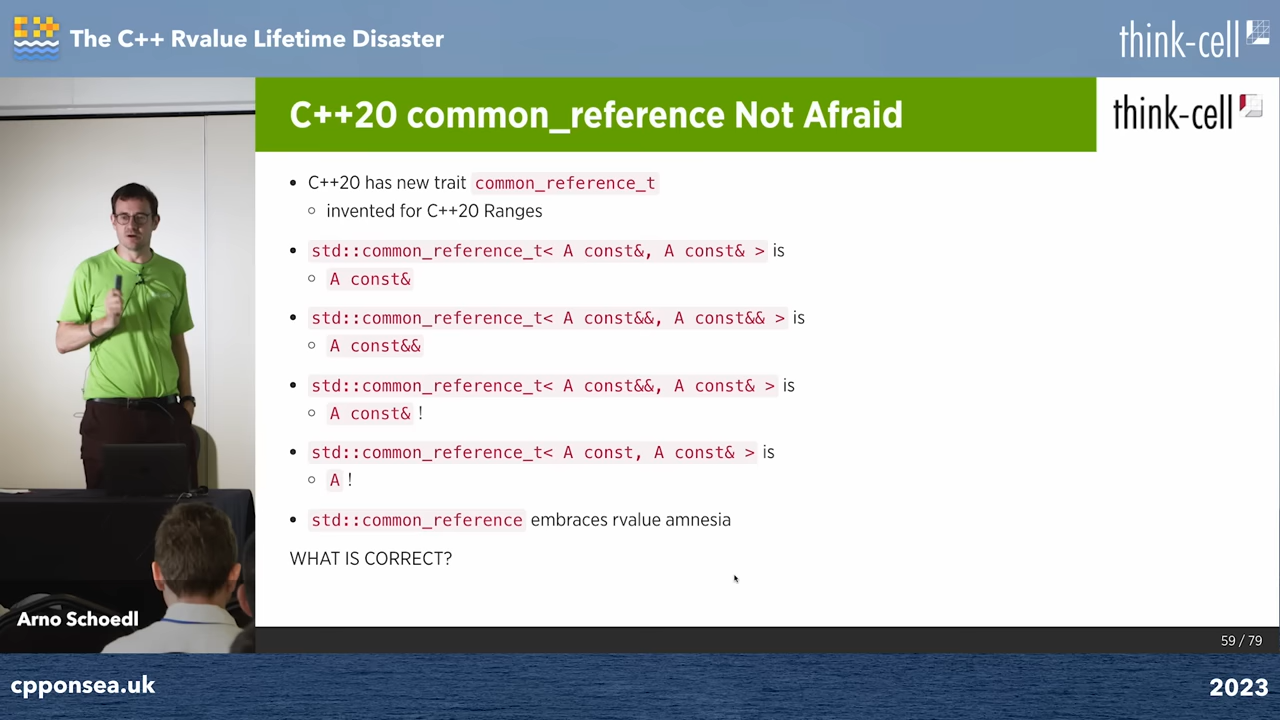 The C++ Rvalue Lifetime Disaster
think-cell
C++20 common_reference Not Afraid
think-cell
• C++20 has new trait common_reference_t
◦ invented for C++20 Ranges
• std::common_reference_t< A const&, A const& > is
◦ A const&
• std::common_reference_t< A const&&, A const&& > is
◦ A const&&
• std::common_reference_t< A const&&, A const& > is
◦ A const& !
• std::common_reference_t< A const, A const& > is
◦ A !
• std::common_reference embraces rvalue amnesia
WHAT IS CORRECT?
Arno Schoedl
59 / 79
cpponsea.uk
2023